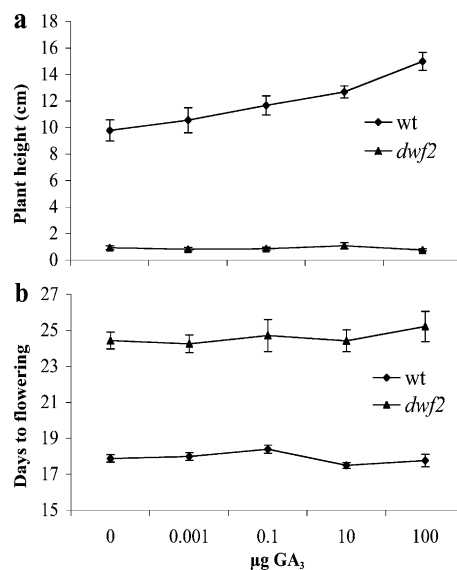 a
18
16
14
12
10
8
6
4
2
0
Plant height (cm)
wt
dwf2
b
27
25
23
21
19
17
15
Days to flowering
wt
dwf2
0 0.001 0.1 10 100
µg GA₃